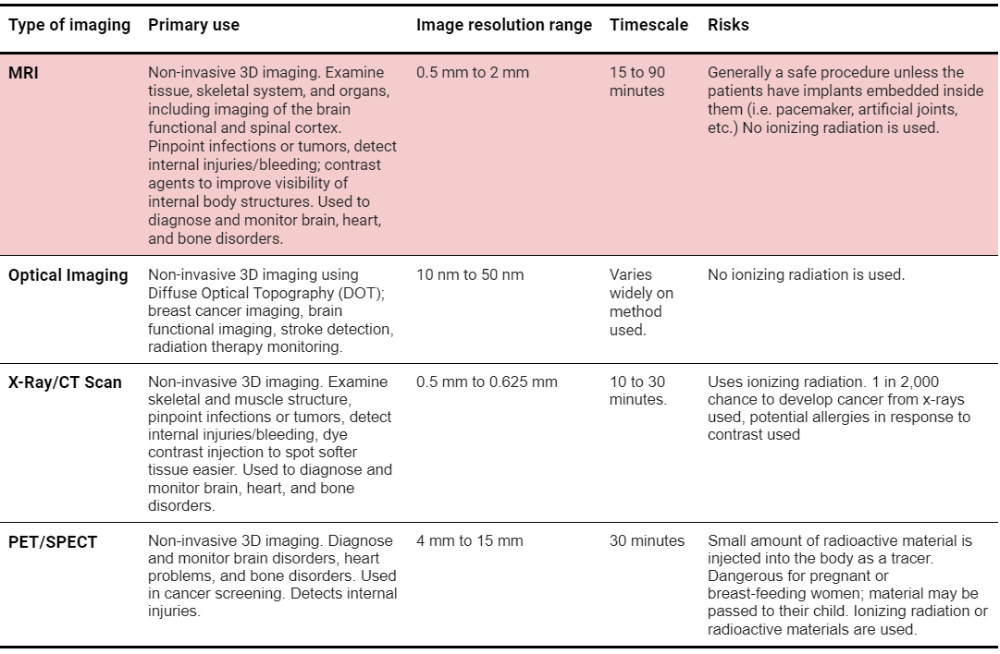 Type of imaging Primary use Image resolution range Timescale Risks
MRI
Non-invasive 3D imaging. Examine
tissue, skeletal system, and organs,
including imaging of the brain
functional and spinal cortex.
Pinpoint infections or tumors, detect
internal injuries/bleeding; contrast
agents to improve visibility of
internal body structures. Used to
diagnose and monitor brain, heart,
and bone disorders.
0.5 mm to 2 mm
15 to 90
minutes
Generally a safe procedure unless the
patients have implants embedded inside
them (i.e. pacemaker, artificial joints,
etc.) No ionizing radiation is used.
Optical Imaging
Non-invasive 3D imaging using
Diffuse Optical Topography (DOT);
breast cancer imaging, brain
functional imaging, stroke detection,
radiation therapy monitoring.
10 nm to 50 nm
Varies
widely on
method
used.
No ionizing radiation is used.
X-Ray/CT Scan
Non-invasive 3D imaging. Examine
skeletal and muscle structure,
pinpoint infections or tumors, detect
internal injuries/bleeding, dye
contrast injection to spot softer
tissue easier. Used to diagnose and
monitor brain, heart, and bone
disorders.
0.5 mm to 0.625 mm
10 to 30
minutes.
Uses ionizing radiation. 1 in 2,000
chance to develop cancer from x-rays
used, potential allergies in response to
contrast used
PET/SPECT
Non-invasive 3D imaging. Diagnose
and monitor brain disorders, heart
problems, and bone disorders. Used
in cancer screening. Detects internal
injuries.
4 mm to 15 mm
30 minutes
Small amount of radioactive material is
injected into the body as a tracer.
Dangerous for pregnant or
breast-feeding women; material may be
passed to their child. Ionizing radiation or
radioactive materials are used.